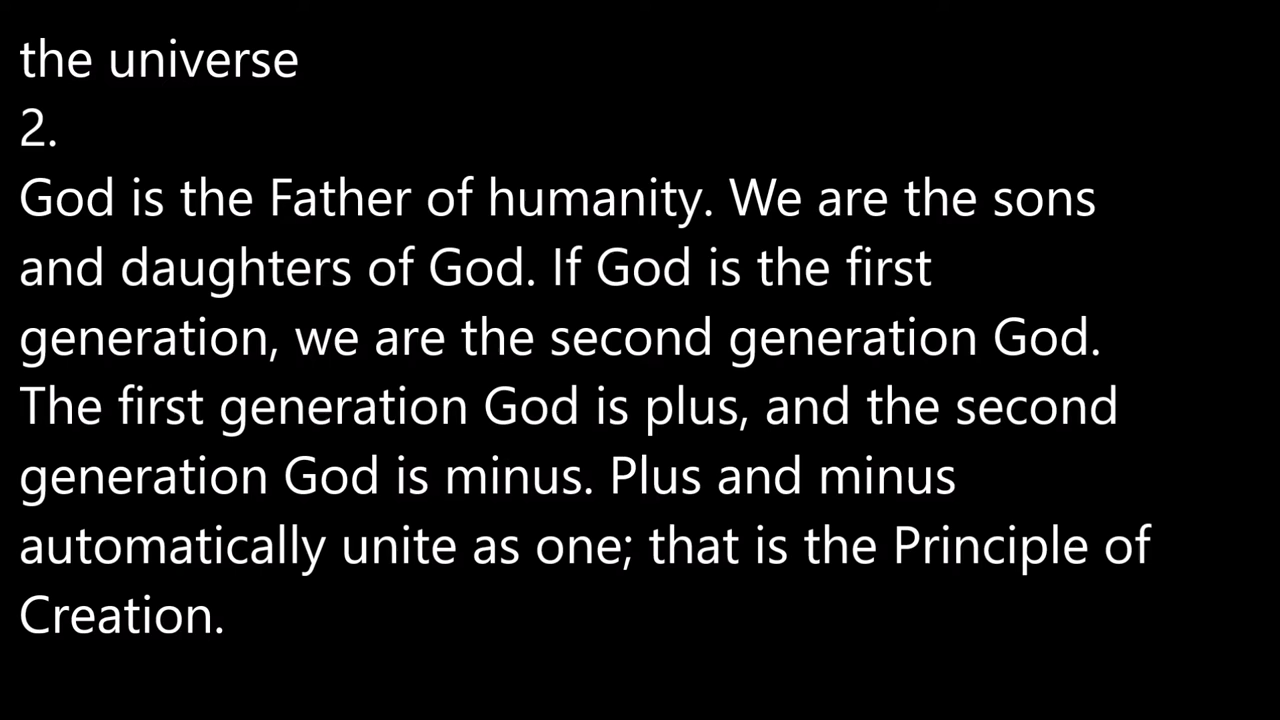 the universe
2.
God is the Father of humanity. We are the sons
and daughters of God. If God is the first
generation, we are the second generation God.
The first generation God is plus, and the second
generation God is minus. Plus and minus
automatically unite as one; that is the Principle of
Creation.